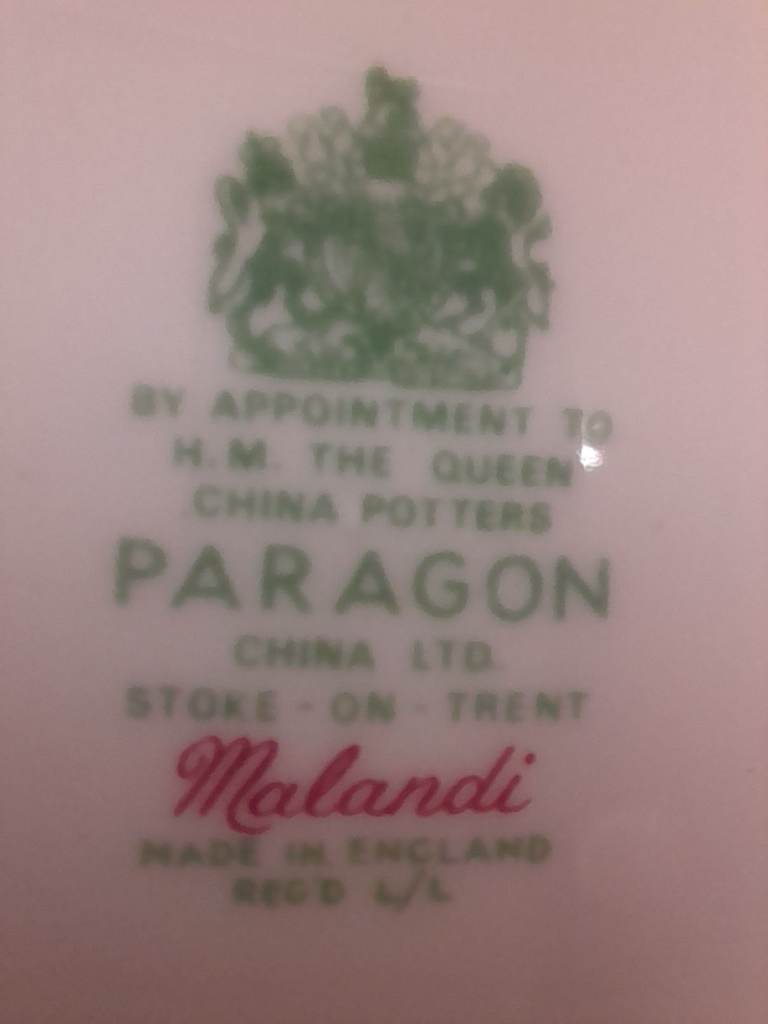 BY APPOINTMENT TO
H.M. THE QUEEN
CHINA POTTERS
PARAGON
CHINA LTD.
STOKE-ON-TRENT
Malandi
MADE IN ENGLAND
REG'D L/L